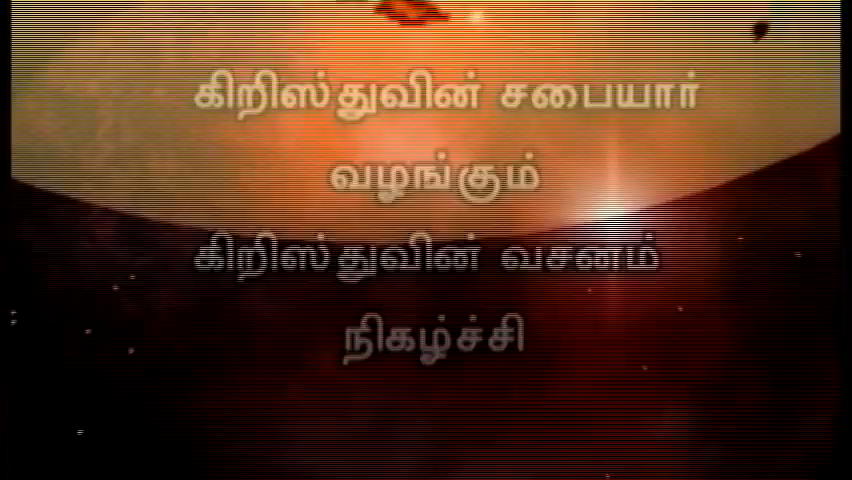 கிறிஸ்துவின் சபையார்
வழங்கும்
கிறிஸ்துவின் வசனம்
நிகழ்ச்சி